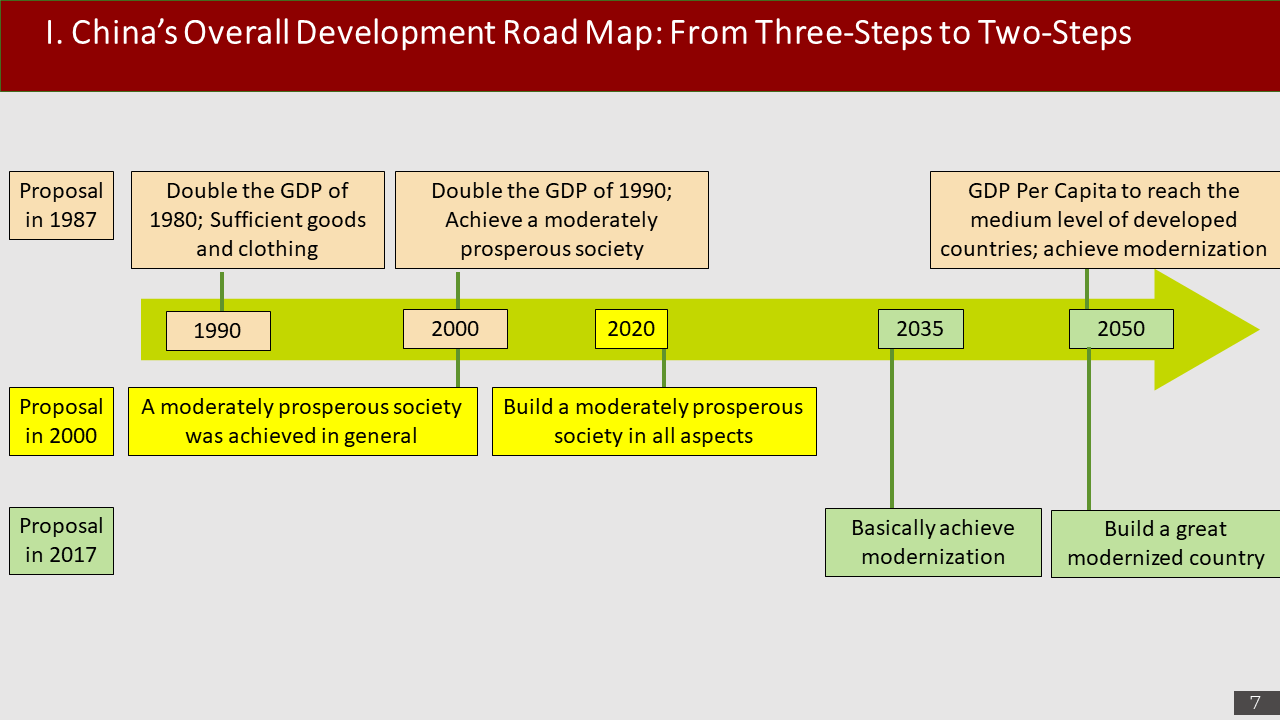 I. China’s Overall Development Road Map: From Three-Steps to Two-Steps
Proposal
in 1987
Double the GDP of
1980; Sufficient goods
and clothing
Double the GDP of 1990;
Achieve a moderately
prosperous society
GDP Per Capita to reach the
medium level of developed
countries; achieve modernization
1990
2000
2020
2035
2050
Proposal
in 2000
A moderately prosperous society
was achieved in general
Build a moderately prosperous
society in all aspects
Proposal
in 2017
Basically achieve
modernization
Build a great
modernized country
7